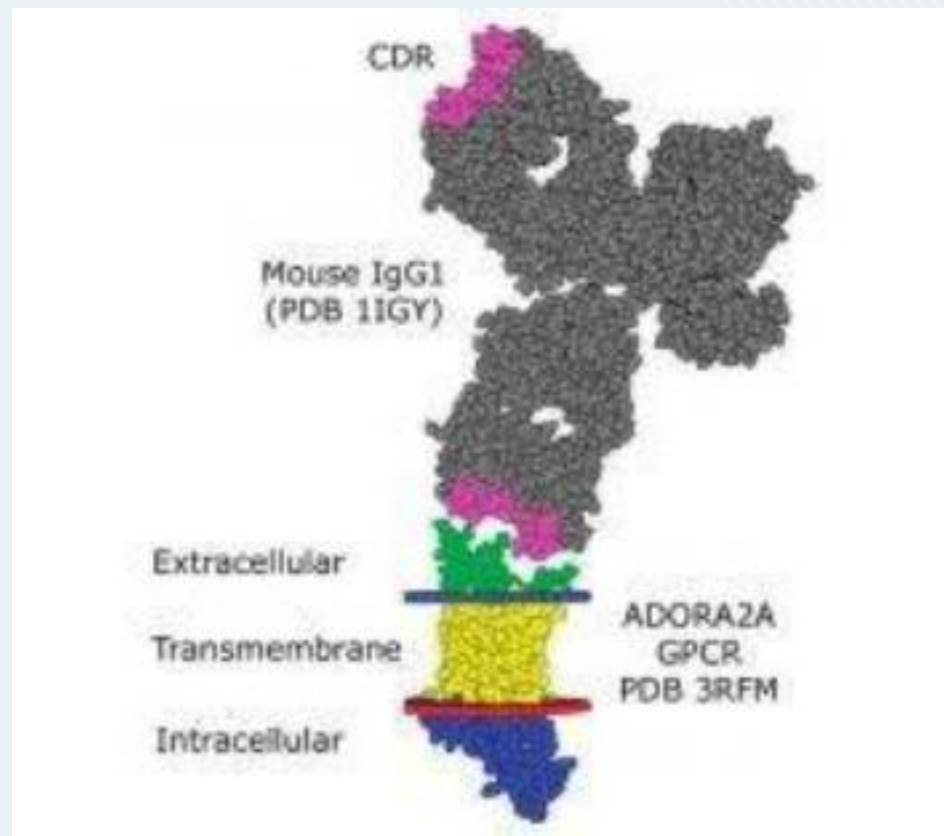 CDR
Mouse IgG1
(PDB 1IGY)
Extracellular
Transmembrane
Intracellular
ADORA2A
GPCR
PDB 3RFM